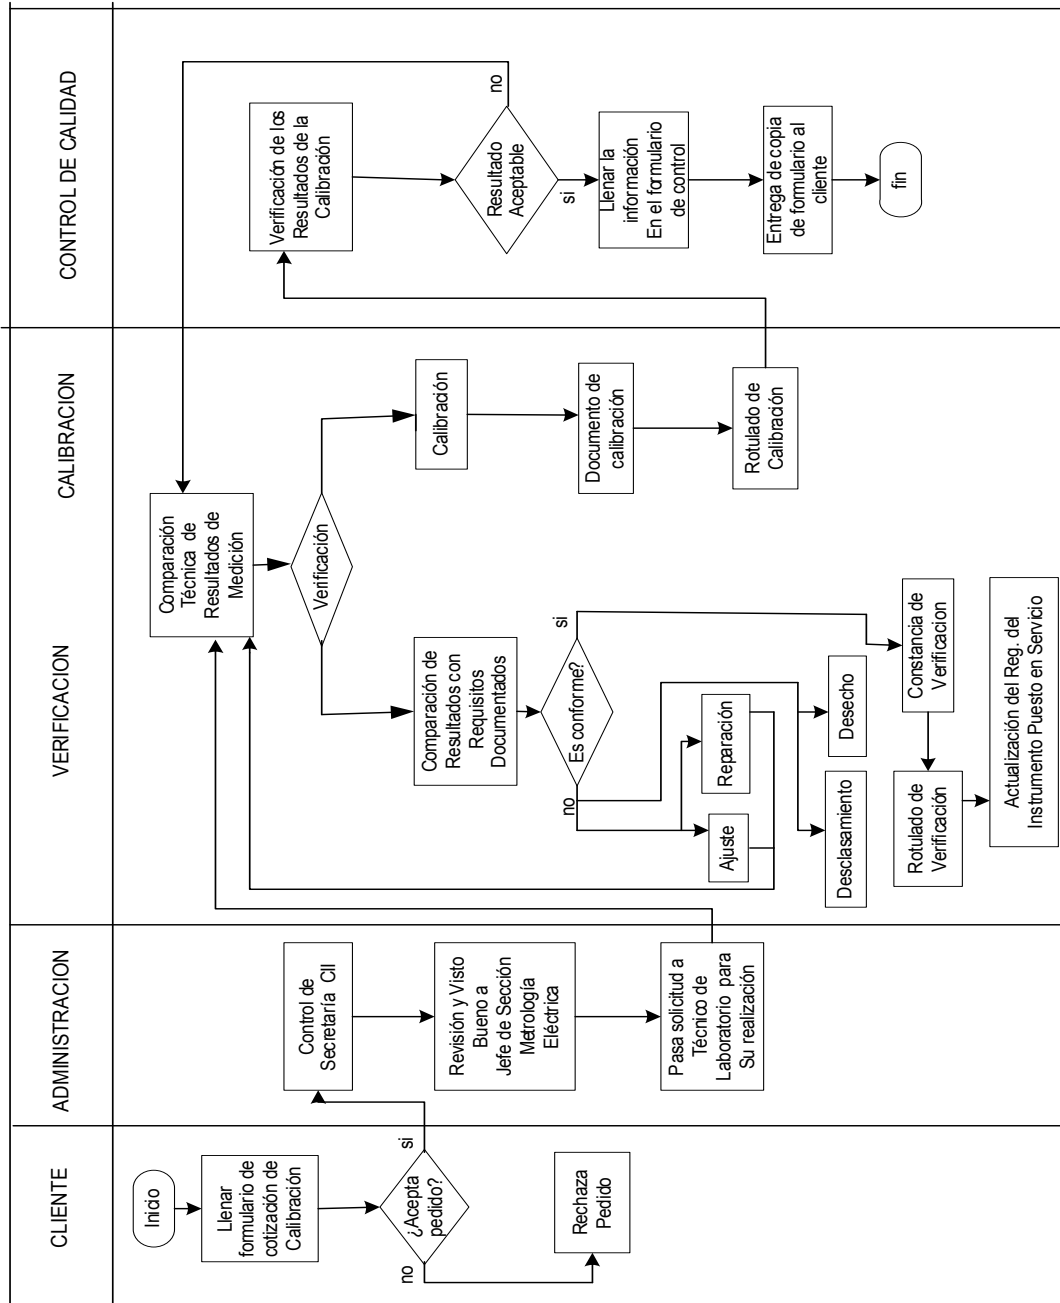 CLIENTE
ADMINISTRACION
VERIFICACION
CALIBRACION
CONTROL DE CALIDAD
Inicio
Llenar
formulario de
cotización de
Calibración
¿Acepta
pedido?
no
si
Rechaza
Pedido
Control de
Secretaría CII
Revisión y Visto
Bueno a
Jefe de Sección
Metrología
Eléctrica
Pasa solicitud a
Técnico de
Laboratorio para
Su realización
Comparación
Técnica de
Resultados de
Medición
Verificación
Comparación de
Resultados con
Requisitos
Documentados
Es conforme?
no
si
Ajuste
Reparación
Desclasamiento
Desecho
Constancia de
Verificacion
Rotulado de
Verificación
Actualización del Reg. del
Instrumento Puesto en Servicio
Calibración
Documento de
calibración
Rotulado de
Calibración
Verificación de los
Resultados de la
Calibración
Resultado
Aceptable
no
si
Llenar la
información
En el formulario
de control
Entrega de copia
de formulario al
cliente
fin